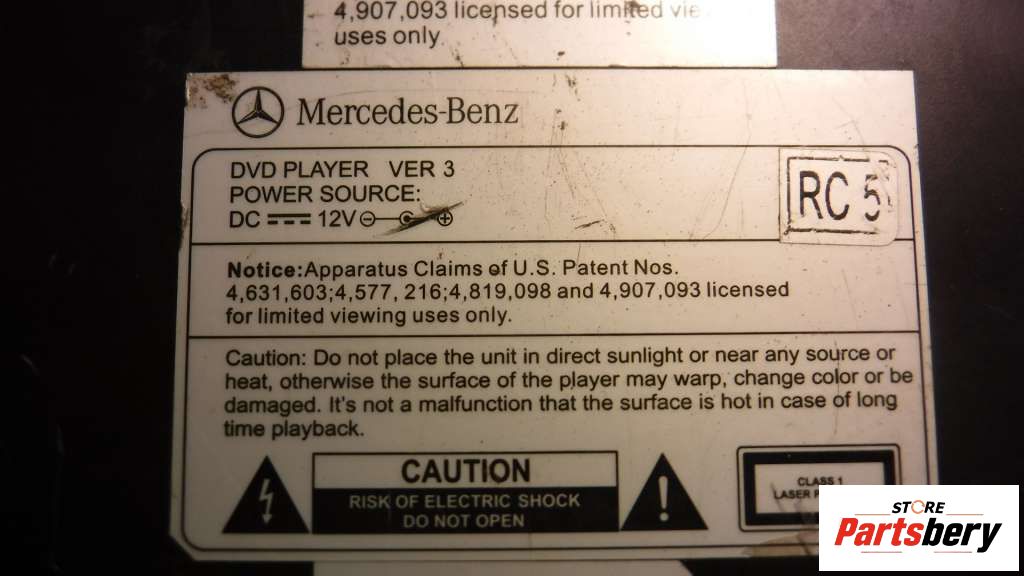 4,907,093 licensed for limited vie
uses only.
Mercedes-Benz
DVD PLAYER VER 3
POWER SOURCE:
DC 12V
RC 5
Notice:Apparatus Claims of U.S. Patent Nos.
4,631,603;4,577, 216;4,819,098 and 4,907,093 licensed
for limited viewing uses only.
Caution: Do not place the unit in direct sunlight or near any source or
heat, otherwise the surface of the player may warp, change color or be
damaged. It's not a malfunction that the surface is hot in case of long
time playback.
CAUTION
RISK OF ELECTRIC SHOCK
DO NOT OPEN
CLASS 1
LASER
STORE
Partsbery